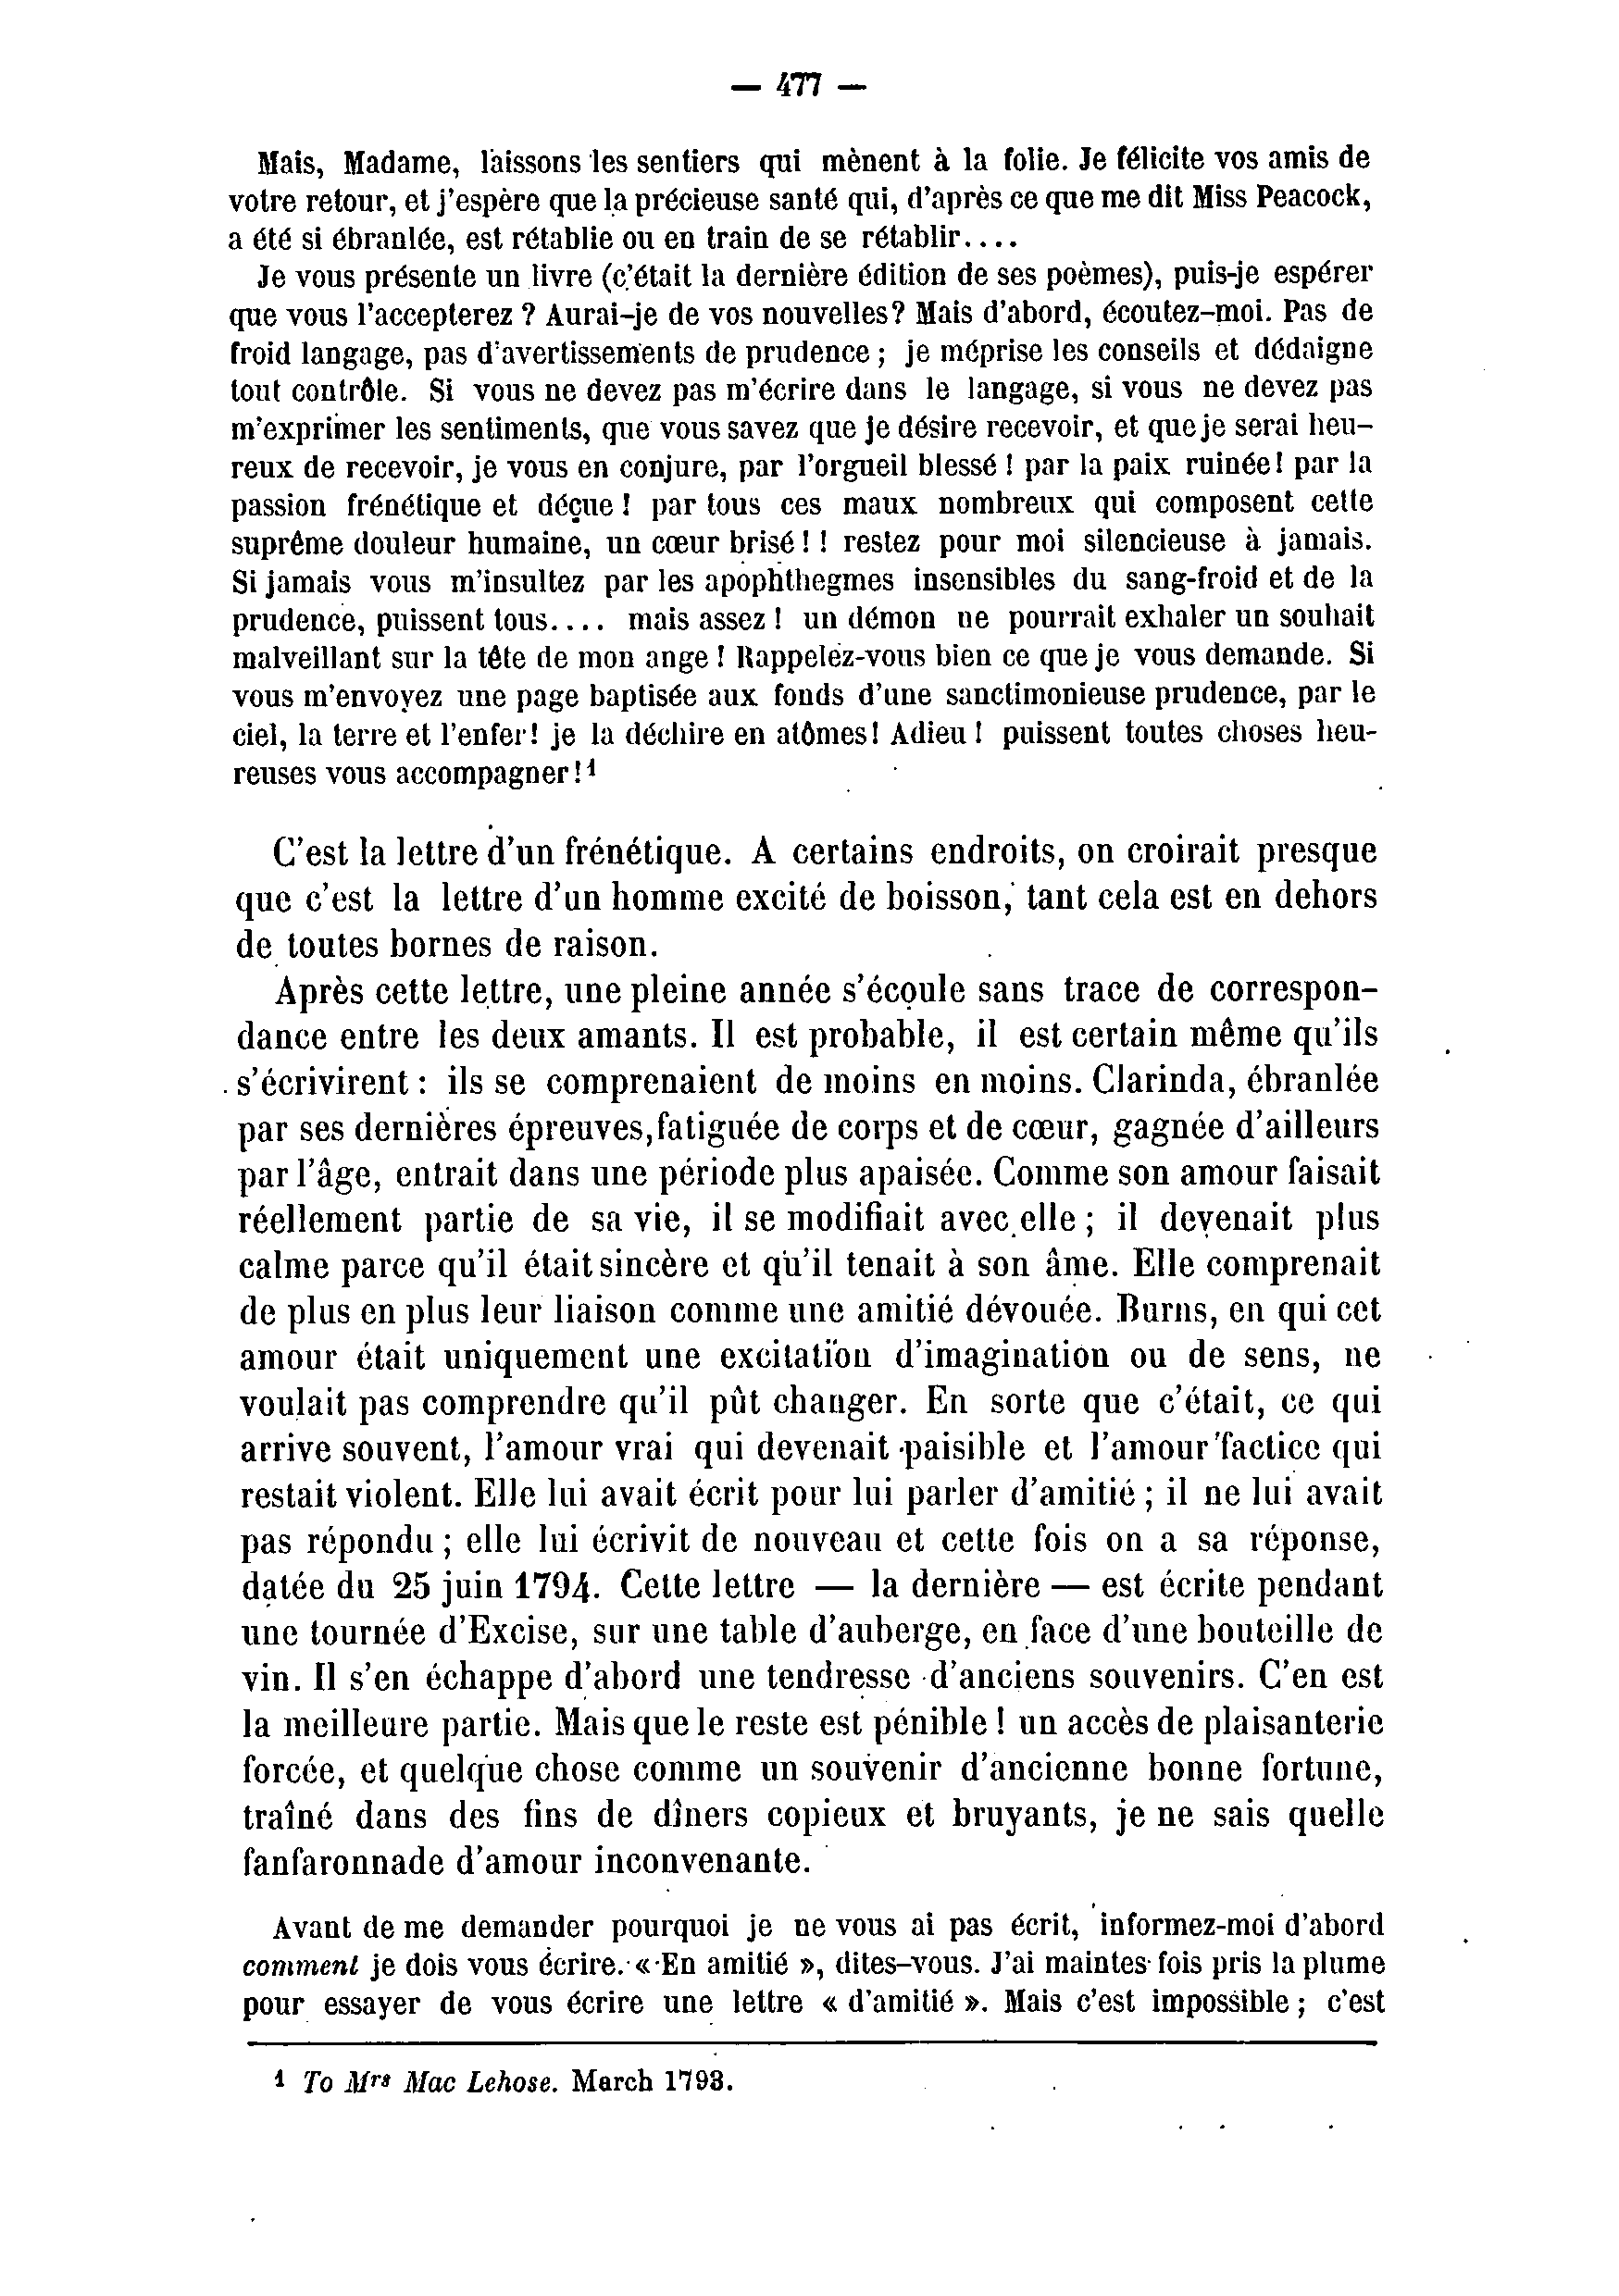 — 477 —
Mais, Madame, laissons les sentiers qui mènent à la folie. Je félicite vos amis de
votre retour, et j'espère que la précieuse santé qui, d'après ce que me dit Miss Peacock,
a été si ébranlée, est rétablie ou en train de se rétablir....
Je vous présente un livre (c'était la dernière édition de ses poèmes), puis-je espérer
que vous l'accepterez ? Aurai-je de vos nouvelles? Mais d'abord, écoutez-moi. Pas de
froid langage, pas d'avertissements de prudence ; je méprise les conseils et dédaigne
tout contrôle. Si vous ne devez pas m'écrire dans le langage, si vous ne devez pas
m'exprimer les sentiments, que vous savez que je désire recevoir, et que je serai heu-
reux de recevoir, je vous en conjure, par l'orgueil blessé ! par la paix ruinée! par la
passion frénétique et déçue ! par tous ces maux nombreux qui composent cette
suprême douleur humaine, un cœur brisé ! ! restez pour moi silencieuse à jamais.
Si jamais vous m'insultez par les apophthegmes insensibles du sang-froid et de la
prudence, puissent tous.... mais assez ! un démon ne pourrait exhaler un souhait
malveillant sur la tête de mon ange ! Rappelez-vous bien ce que je vous demande. Si
vous m'envoyez une page baptisée aux fonds d'une sanctimonieuse prudence, par le
ciel, la terre et l'enfer! je la déchire en atômes! Adieu ! puissent toutes choses heu-
reuses vous accompagner!¹
C'est la lettre d'un frénétique. A certains endroits, on croirait presque
que c'est la lettre d'un homme excité de boisson, tant cela est en dehors
de toutes bornes de raison.
Après cette lettre, une pleine année s'écoule sans trace de correspon-
dance entre les deux amants. Il est probable, il est certain même qu'ils
s'écrivirent : ils se comprenaient de moins en moins. Clarinda, ébranlée
par ses dernières épreuves, fatiguée de corps et de cœur, gagnée d'ailleurs
par l'âge, entrait dans une période plus apaisée. Comme son amour faisait
réellement partie de sa vie, il se modifiait avec elle ; il devenait plus
calme parce qu'il était sincère et qu'il tenait à son âme. Elle comprenait
de plus en plus leur liaison comme une amitié dévouée. Burns, en qui cet
amour était uniquement une excitation d'imagination ou de sens, ne
voulait pas comprendre qu'il pût changer. En sorte que c'était, ce qui
arrive souvent, l'amour vrai qui devenait paisible et l'amour factice qui
restait violent. Elle lui avait écrit pour lui parler d'amitié ; il ne lui avait
pas répondu ; elle lui écrivit de nouveau et cette fois on a sa réponse,
datée du 25 juin 1794. Cette lettre — la dernière — est écrite pendant
une tournée d'Excise, sur une table d'auberge, en face d'une bouteille de
vin. Il s'en échappe d'abord une tendresse d'anciens souvenirs. C'en est
la meilleure partie. Mais que le reste est pénible ! un accès de plaisanterie
forcée, et quelque chose comme un souvenir d'ancienne bonne fortune,
traîné dans des fins de dîners copieux et bruyants, je ne sais quelle
fanfaronnade d'amour inconvenante.
Avant de me demander pourquoi je ne vous ai pas écrit, informez-moi d'abord
comment je dois vous écrire. « En amitié », dites-vous. J'ai maintes fois pris la plume
pour essayer de vous écrire une lettre « d'amitié ». Mais c'est impossible ; c'est
¹ To Mrs Mac Lehose. March 1793.